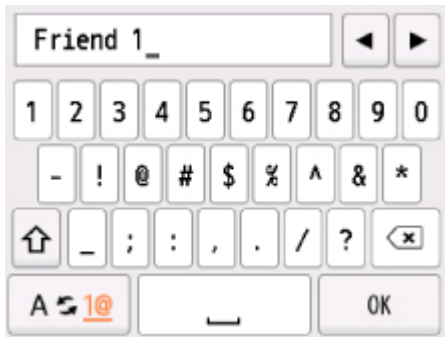 Friend 1_
1 2 3 4 5 6 7 8 9 0
- ! @ # $ % ^ & *
_ ; : , . / ?
A 1@ OK